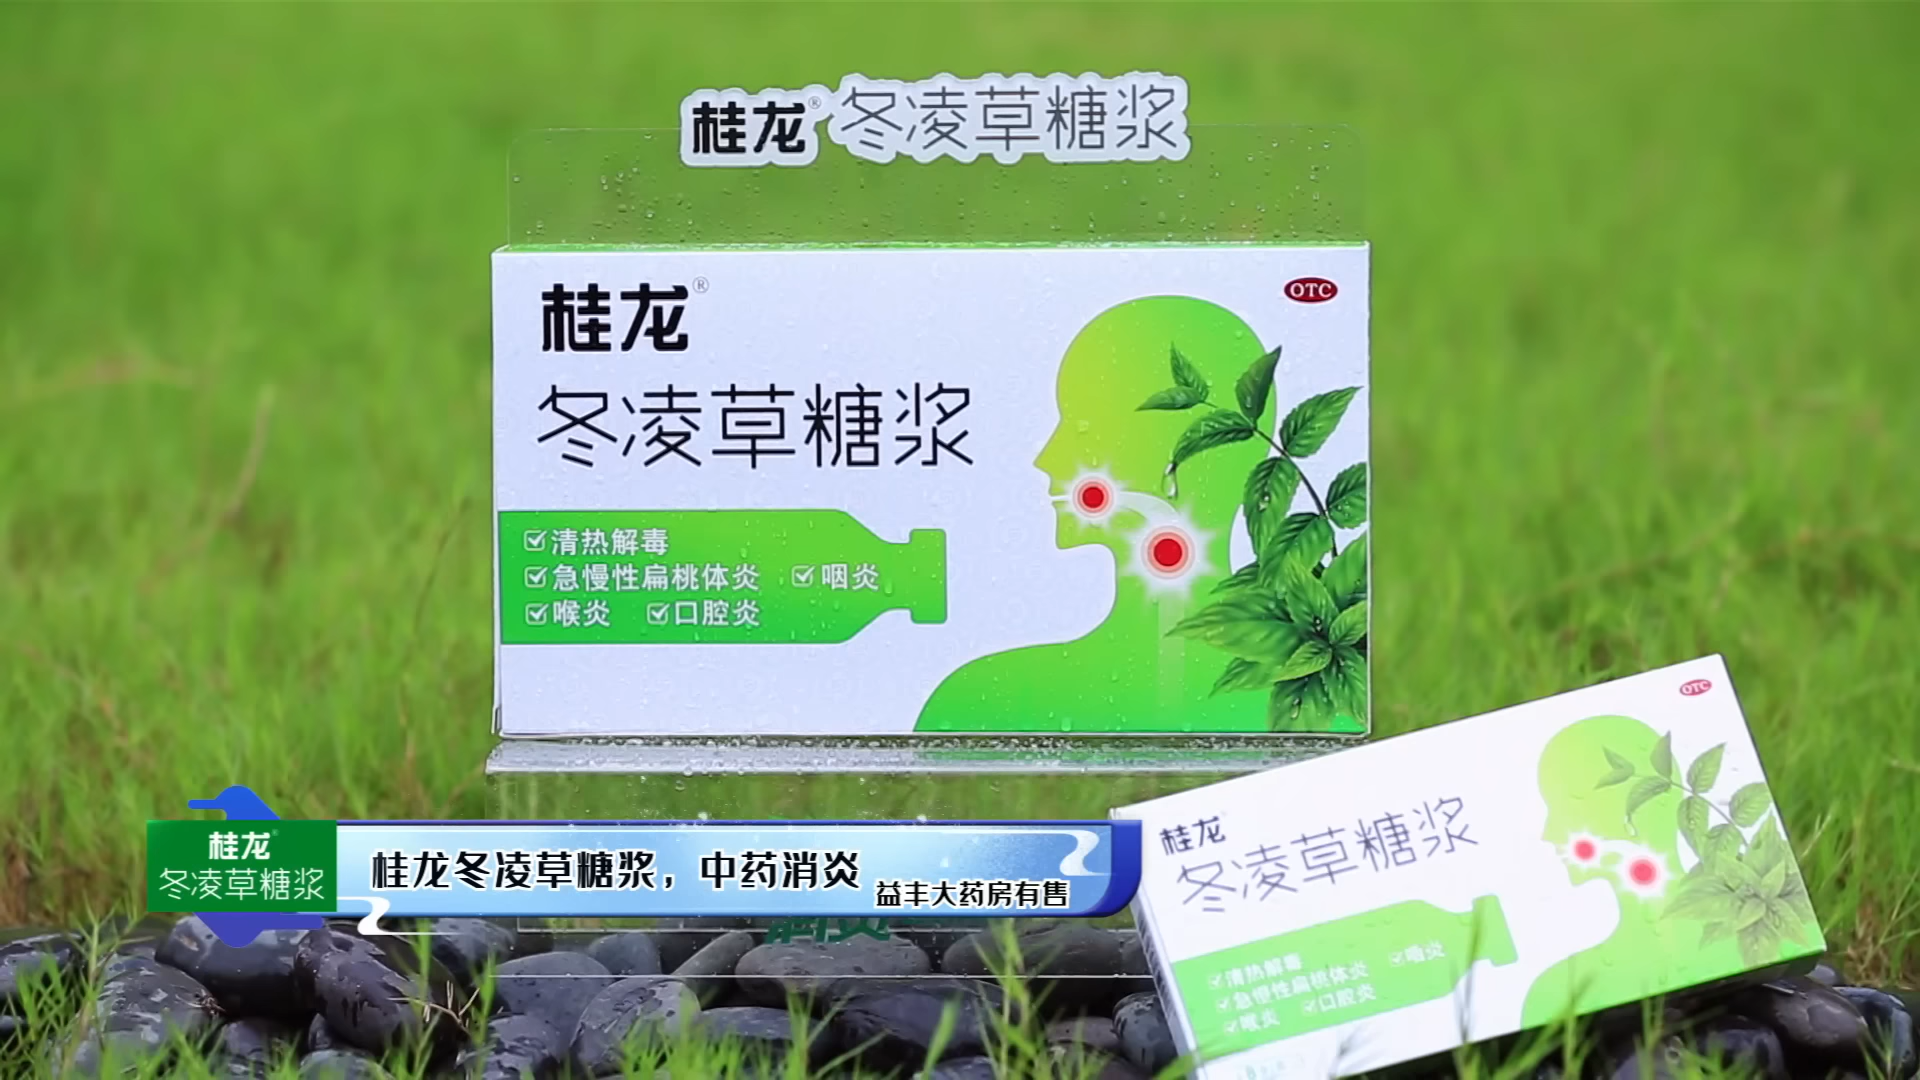 桂龙® 冬凌草糖浆
桂龙®
OTC
冬凌草糖浆
清热解毒
急慢性扁桃体炎 咽炎
喉炎 口腔炎
OTC
桂龙
冬凌草糖浆
清热解毒
急慢性扁桃体炎 咽炎
喉炎 口腔炎
桂龙
冬凌草糖浆
桂龙冬凌草糖浆，中药消炎
益丰大药房有售